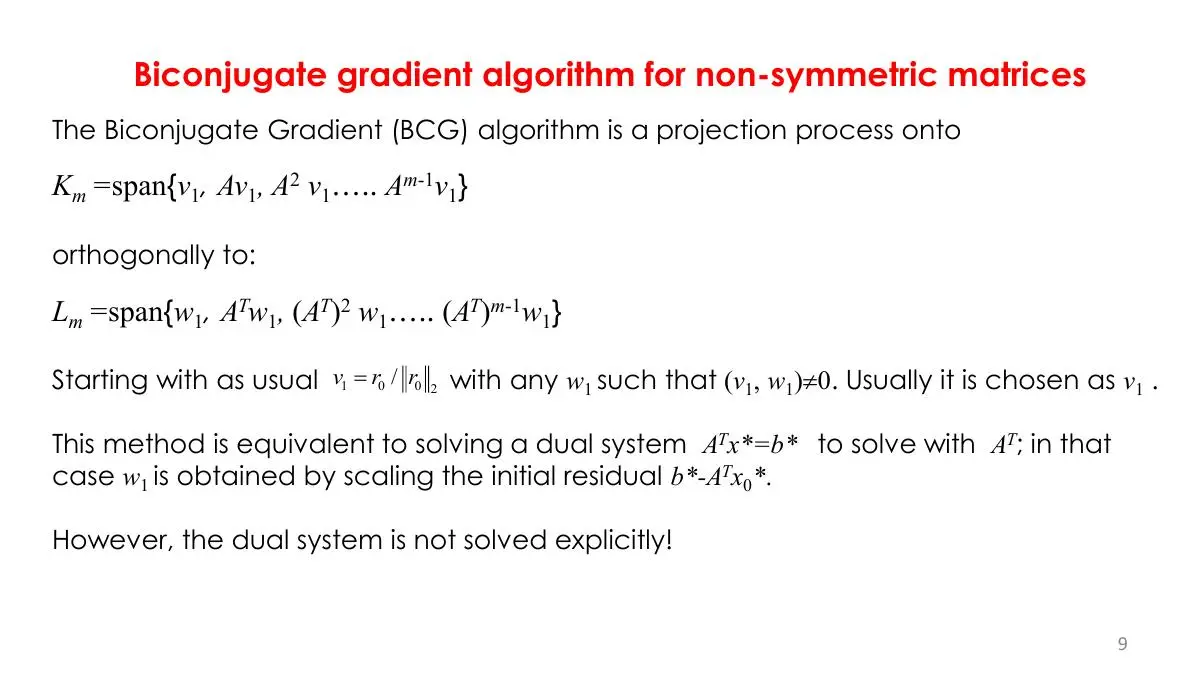 Biconjugate gradient algorithm for non-symmetric matrices
The Biconjugate Gradient (BCG) algorithm is a projection process onto
Kₘ =span{v₁, Av₁, A² v₁….. Aᵐ⁻¹v₁}
orthogonally to:
Lₘ =span{w₁, Aᵀw₁, (Aᵀ)² w₁….. (Aᵀ)ᵐ⁻¹w₁}
Starting with as usual v₁ = r₀ / ‖r₀‖₂ with any w₁ such that (v₁, w₁)≠0. Usually it is chosen as v₁ .
This method is equivalent to solving a dual system Aᵀx*=b* to solve with Aᵀ; in that
case w₁ is obtained by scaling the initial residual b*-Aᵀx₀*.
However, the dual system is not solved explicitly!
9